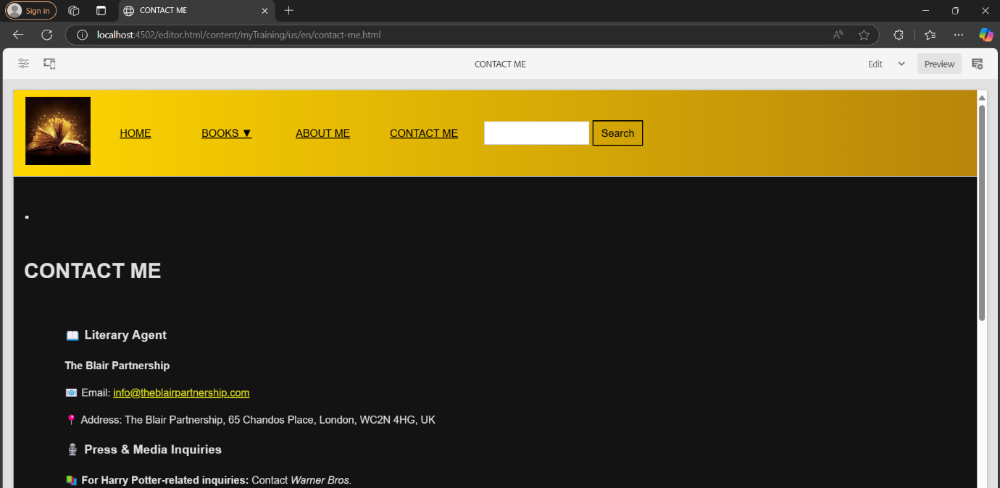 Sign in
CONTACT ME
localhost:4502/editor.html/content/myTraining/us/en/contact-me.html
CONTACT ME
Edit
Preview
HOME
BOOKS ▼
ABOUT ME
CONTACT ME
Search
.
CONTACT ME
📖 Literary Agent
The Blair Partnership
📧 Email: info@theblairpartnership.com
📍 Address: The Blair Partnership, 65 Chandos Place, London, WC2N 4HG, UK
🎙 Press & Media Inquiries
📚 For Harry Potter-related inquiries: Contact Warner Bros.